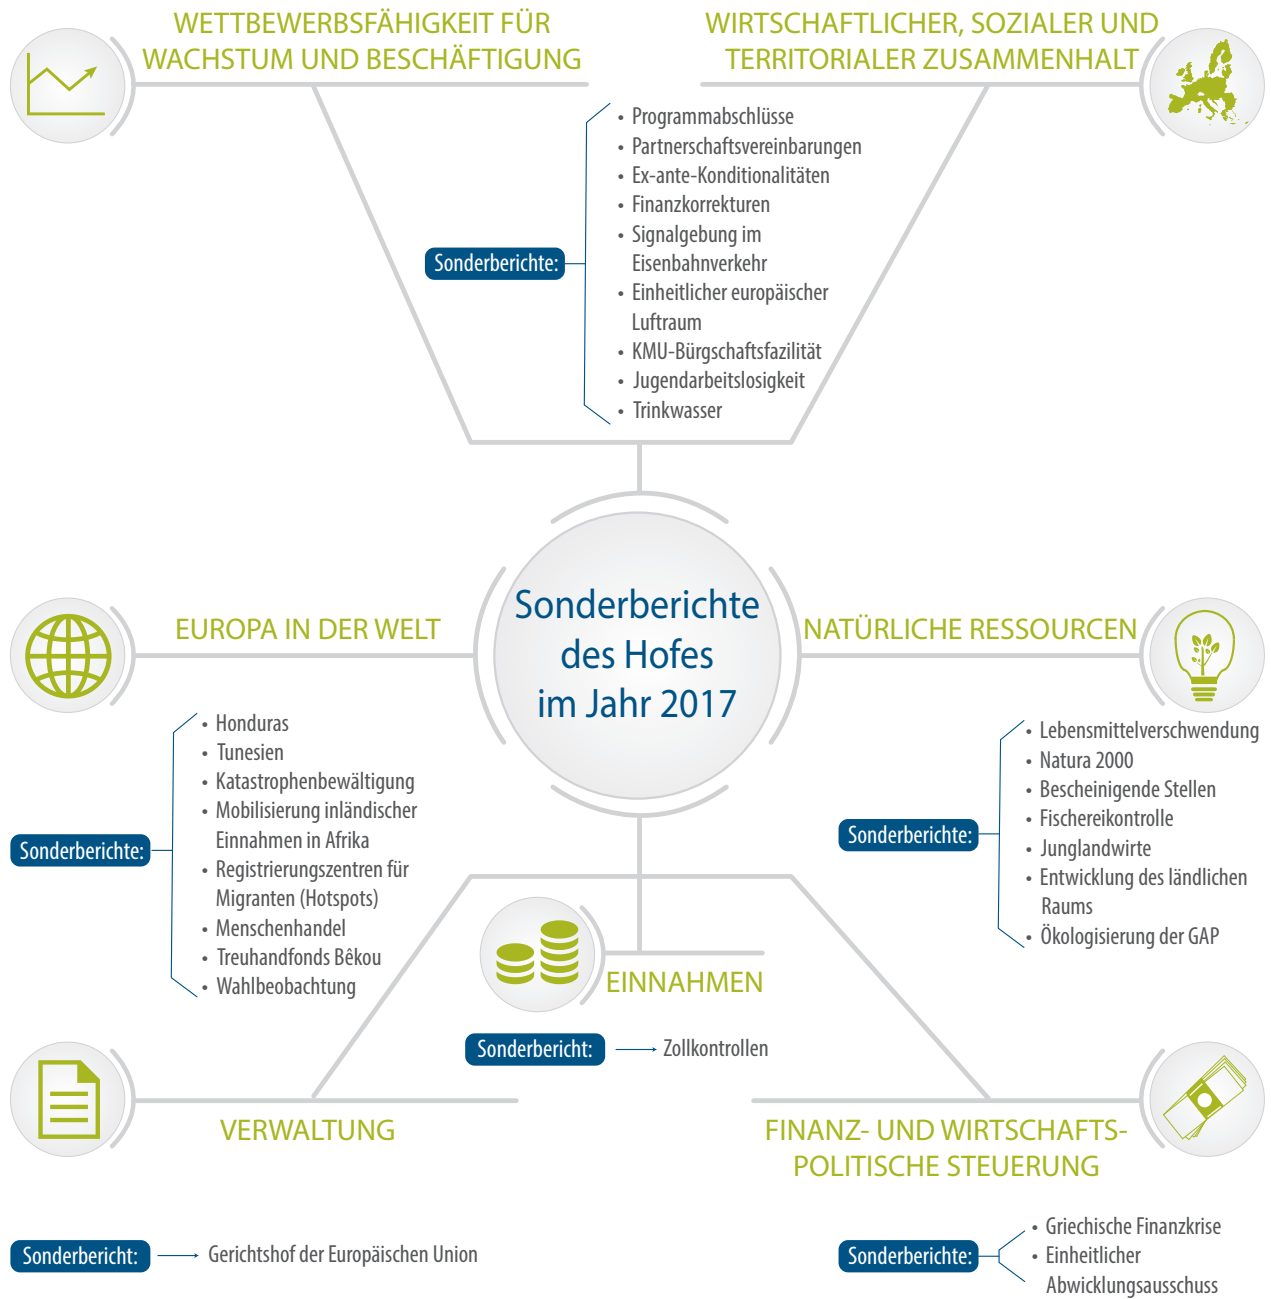 WETTBEWERBSFÄHIGKEIT FÜR
WACHSTUM UND BESCHÄFTIGUNG
WIRTSCHAFTLICHER, SOZIALER UND
TERRITORIALER ZUSAMMENHALT
Sonderberichte:
• Programmabschlüsse
• Partnerschaftsvereinbarungen
• Ex-ante-Konditionalitäten
• Finanzkorrekturen
• Signalgebung im
Eisenbahnverkehr
• Einheitlicher europäischer
Luftraum
• KMU-Bürgschaftsfazilität
• Jugendarbeitslosigkeit
• Trinkwasser
Sonderberichte
des Hofes
im Jahr 2017
EUROPA IN DER WELT
Sonderberichte:
• Honduras
• Tunesien
• Katastrophenbewältigung
• Mobilisierung inländischer
Einnahmen in Afrika
• Registrierungszentren für
Migranten (Hotspots)
• Menschenhandel
• Treuhandfonds Bêkou
• Wahlbeobachtung
NATÜRLICHE RESSOURCEN
Sonderberichte:
• Lebensmittelverschwendung
• Natura 2000
• Bescheinigende Stellen
• Fischereikontrolle
• Junglandwirte
• Entwicklung des ländlichen
Raums
• Ökologisierung der GAP
EINNAHMEN
Sonderbericht:
Zollkontrollen
VERWALTUNG
Sonderbericht:
Gerichtshof der Europäischen Union
FINANZ- UND WIRTSCHAFTS-
POLITISCHE STEUERUNG
Sonderberichte:
• Griechische Finanzkrise
• Einheitlicher
Abwicklungsausschuss